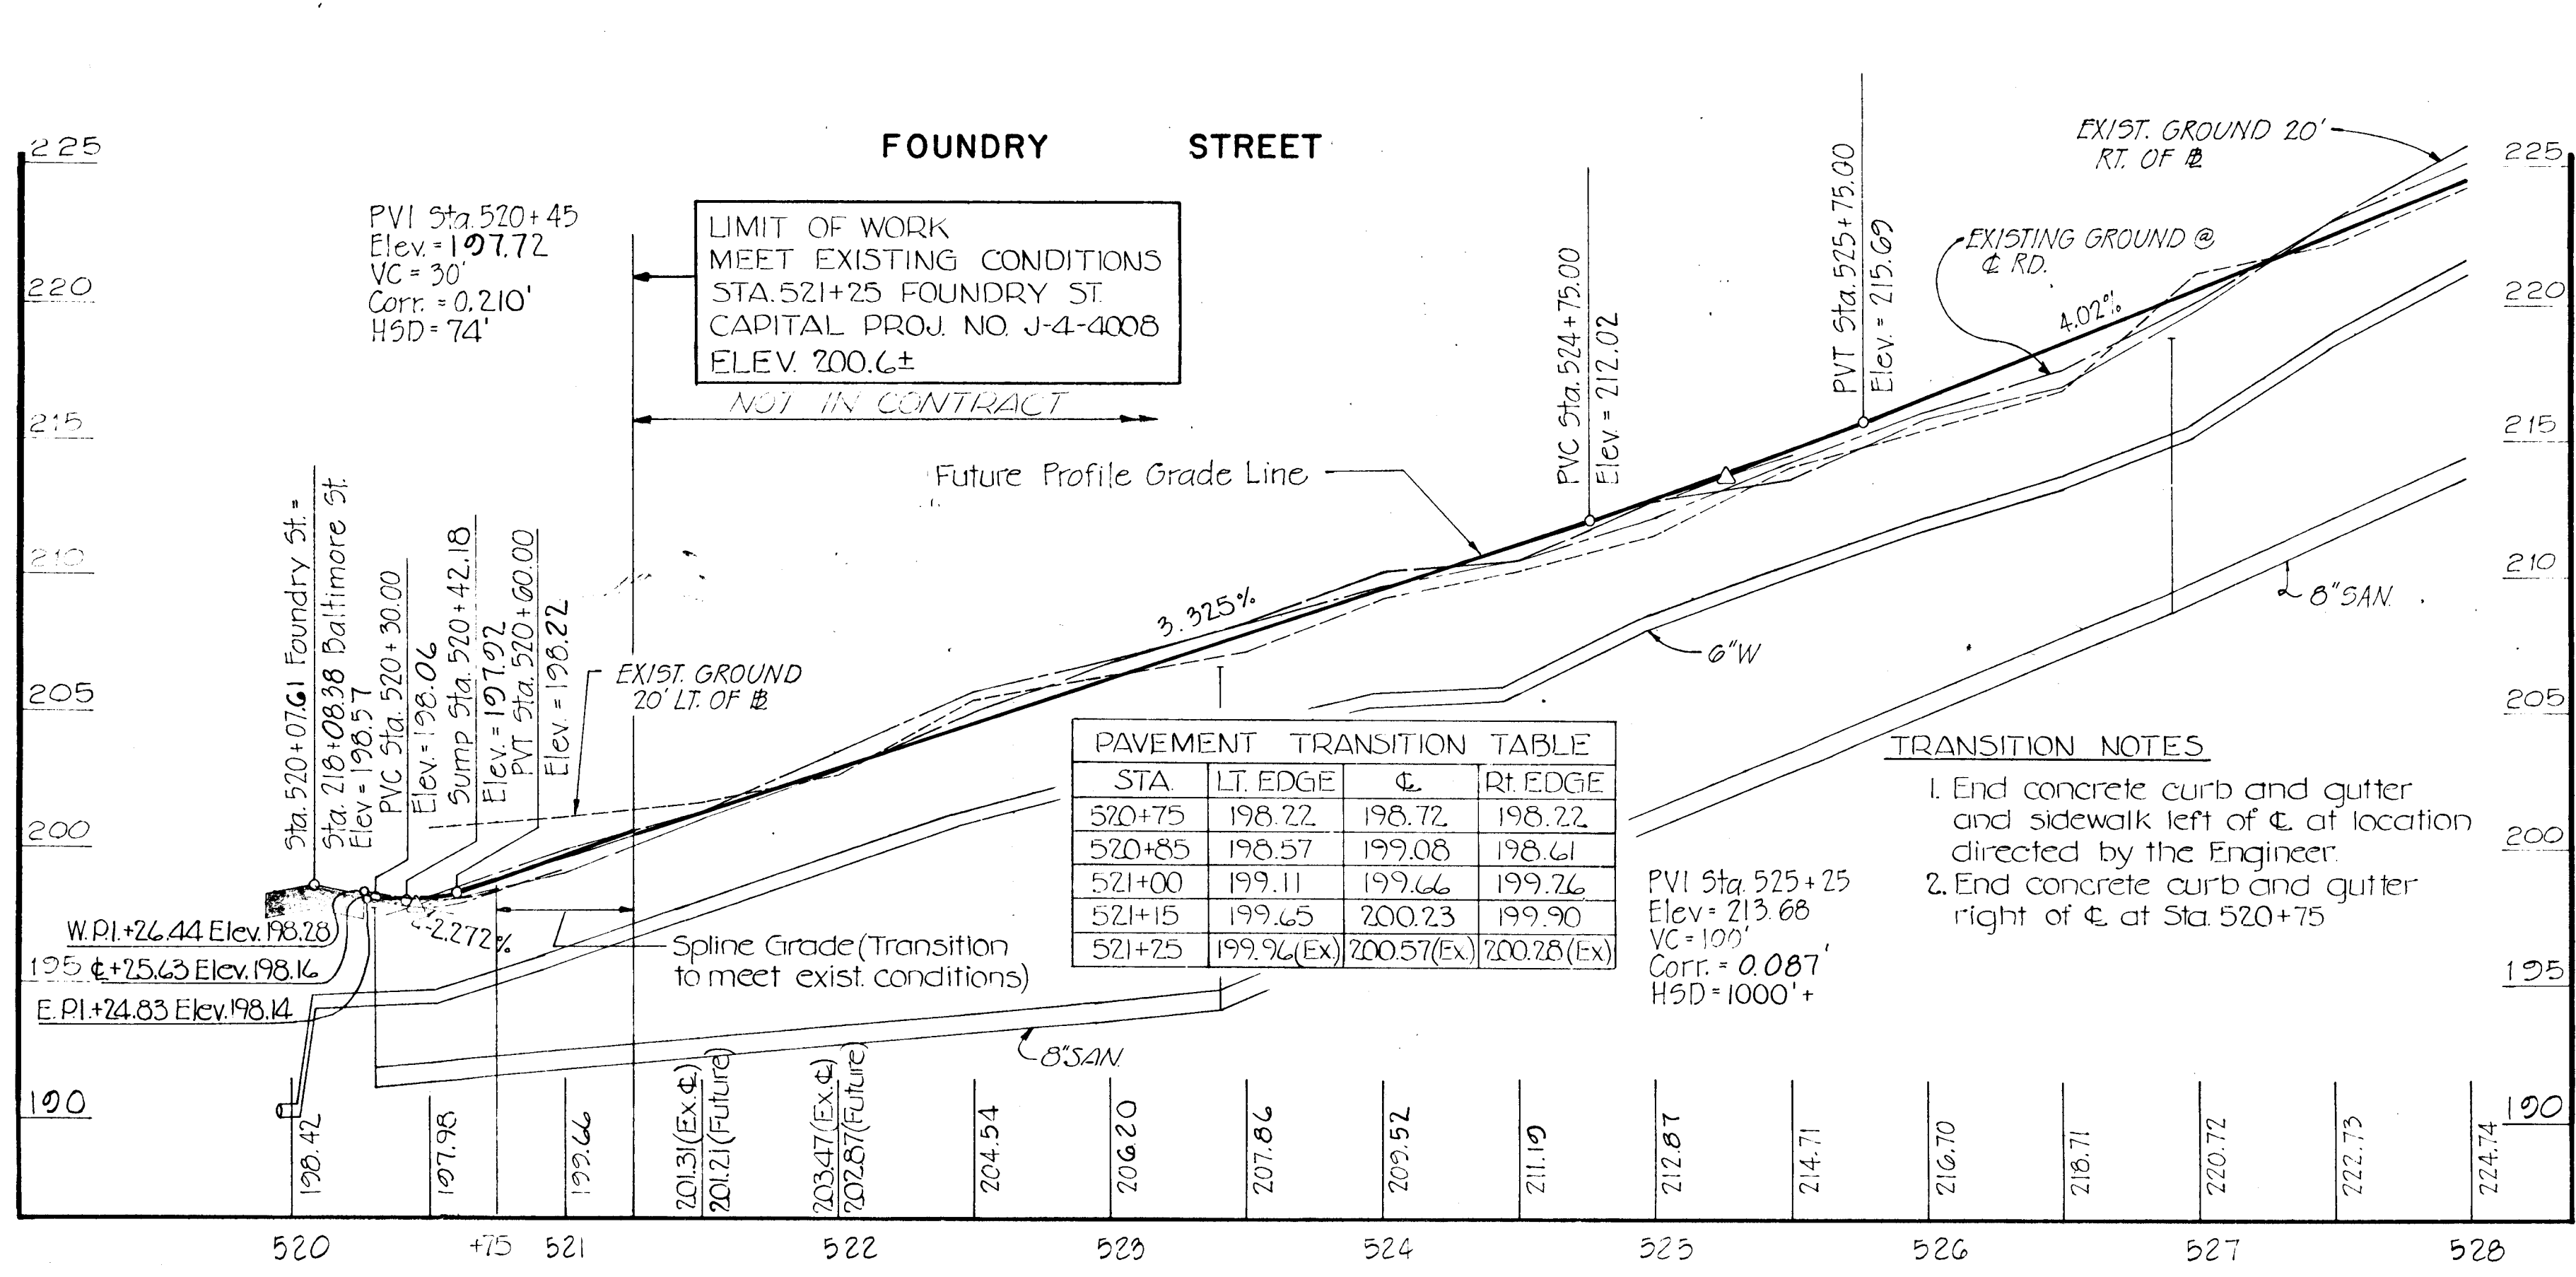 FOUNDRY STREET
225
220
215
210
205
200
195
190
PVI Sta. 520+45
Elev. = 197.72
VC = 30'
Corr. = 0.210'
HSD = 74'
LIMIT OF WORK
MEET EXISTING CONDITIONS
STA. 521+25 FOUNDRY ST.
CAPITAL PROJ. NO. J-4-4008
ELEV. 200.6±
NOT IN CONTRACT
Future Profile Grade Line
Sta. 520+07.61 Foundry St. =
Sta. 218+08.38 Baltimore St.
Elev = 198.57
PVC Sta. 520+30.00
Elev. = 198.06
Sump Sta. 520+42.18
Elev. = 197.92
PVT Sta. 520+60.00
Elev. = 198.22
EXIST. GROUND
20' LT. OF ℄
3.325%
PVC Sta. 524+75.00
Elev. = 212.02
PVT Sta. 525+75.00
Elev. = 215.69
EXIST. GROUND 20'
RT. OF ℄
EXISTING GROUND @
℄ RD.
4.02%
8" SAN.
6" W
W.P.I. +26.44 Elev. 198.28
℄ +25.63 Elev. 198.16
E.P.I. +24.83 Elev. 198.14
-2.272%
Spline Grade (Transition
to meet exist. conditions)
8" SAN.
PAVEMENT TRANSITION TABLE
STA. LT. EDGE ℄ Rt. EDGE
520+75 198.22 198.72 198.22
520+85 198.57 199.08 198.61
521+00 199.11 199.66 199.26
521+15 199.65 200.23 199.90
521+25 199.96(Ex.) 200.57(Ex.) 200.28(Ex)
PVI Sta. 525+25
Elev = 213.68
VC = 100'
Corr. = 0.087'
HSD = 1000'+
TRANSITION NOTES
1. End concrete curb and gutter
and sidewalk left of ℄ at location
directed by the Engineer.
2. End concrete curb and gutter
right of ℄ at Sta. 520+75
225
220
215
210
205
200
195
190
198.42
197.98
199.66
201.31 (Ex. ℄)
201.21 (Future)
203.47 (Ex. ℄)
202.87 (Future)
204.54
206.20
207.86
209.52
211.19
212.87
214.71
216.70
218.71
220.72
222.73
224.74
520 +75 521 522 523 524 525 526 527 528